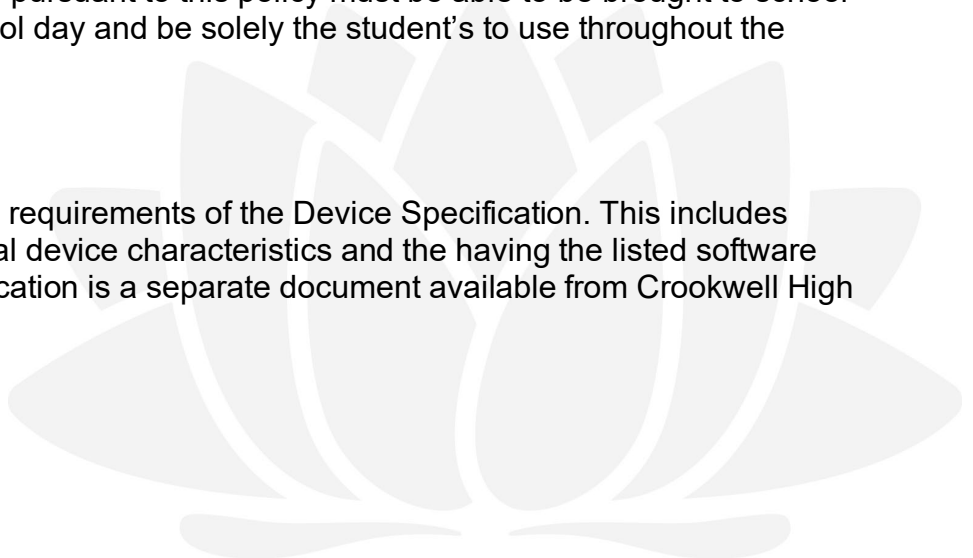 pursuant to this policy must be able to be brought to school
ol day and be solely the student’s to use throughout the
requirements of the Device Specification. This includes
al device characteristics and the having the listed software
cation is a separate document available from Crookwell High